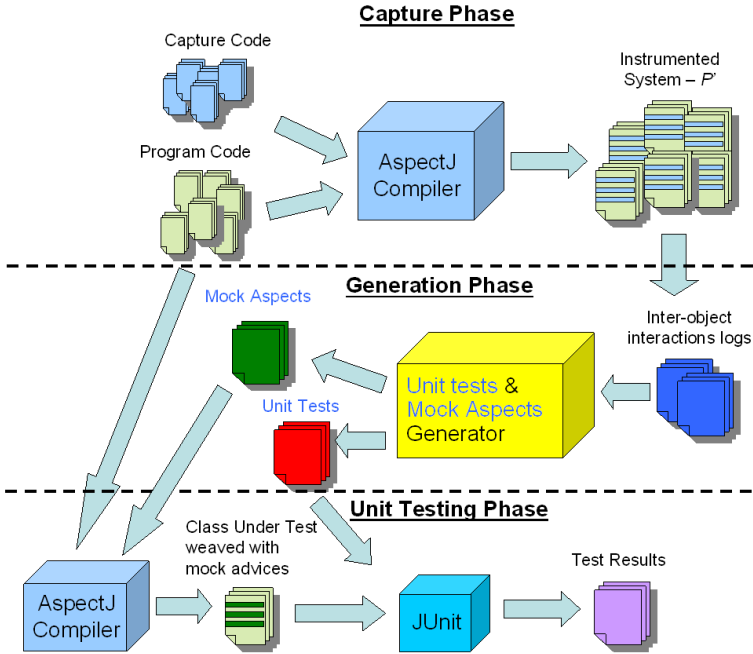 Capture Phase
Capture Code
Instrumented
System – P'
Program Code
AspectJ
Compiler
Generation Phase
Mock Aspects
Inter-object
interactions logs
Unit tests &
Mock Aspects
Generator
Unit Tests
Unit Testing Phase
Class Under Test
weaved with
mock advices
Test Results
AspectJ
Compiler
JUnit